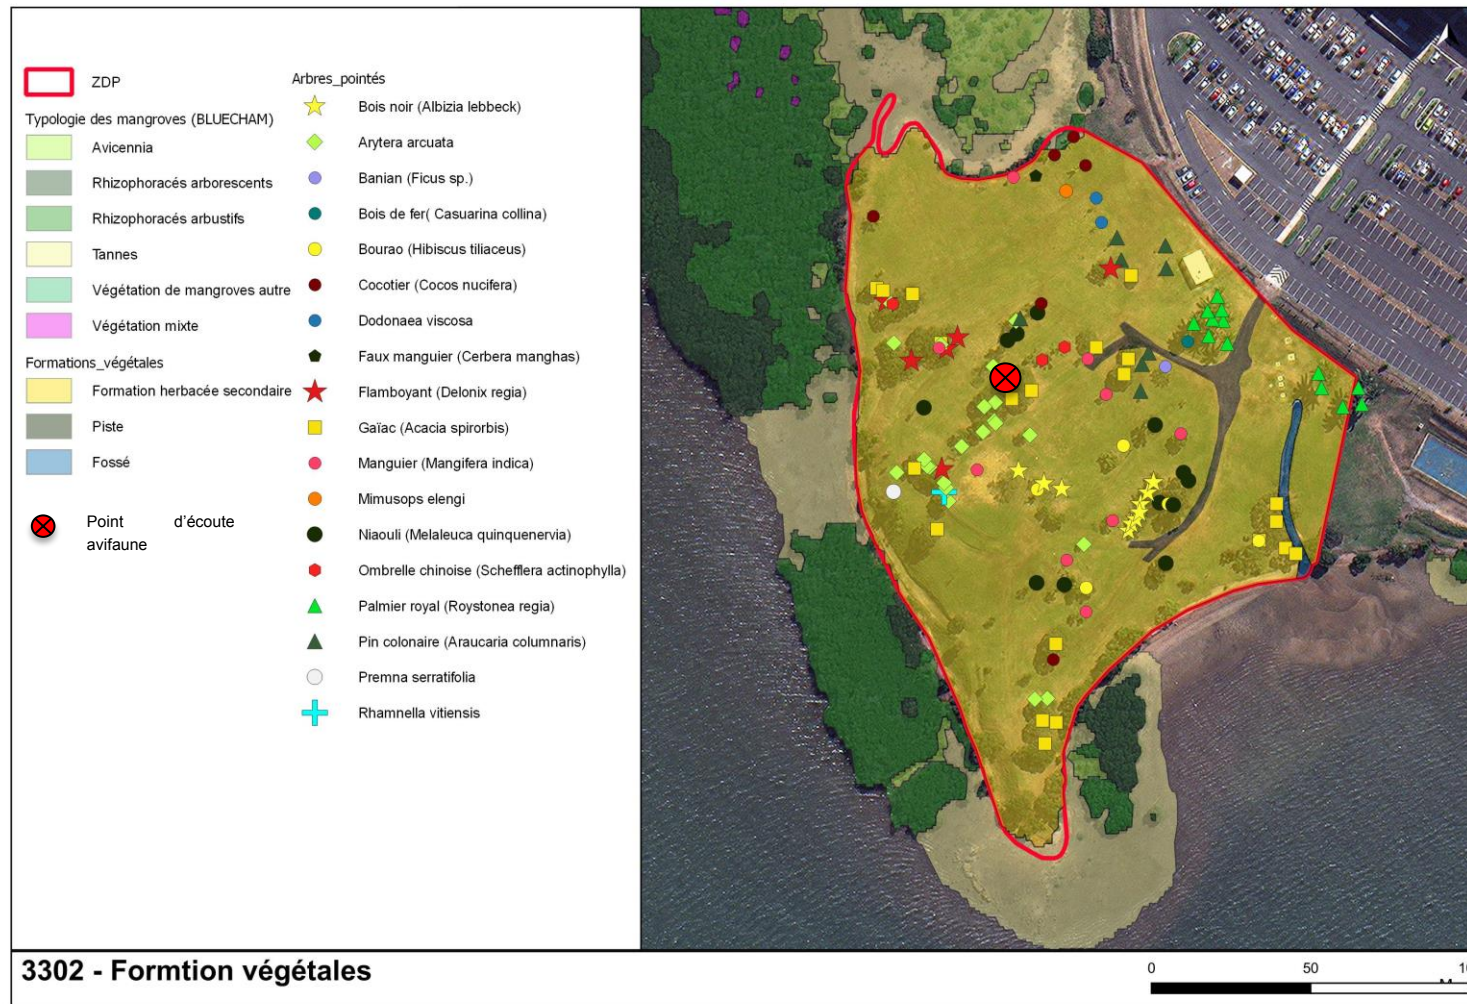 ZDP
Typologie des mangroves (BLUECHAM)
Avicennia
Rhizophoracés arborescents
Rhizophoracés arbustifs
Tannes
Végétation de mangroves autre
Végétation mixte
Formations_végétales
Formation herbacée secondaire
Piste
Fossé
Point d'écoute
avifaune
Arbres_pointés
Bois noir (Albizia lebbeck)
Arytera arcuata
Banian (Ficus sp.)
Bois de fer( Casuarina collina)
Bourao (Hibiscus tiliaceus)
Cocotier (Cocos nucifera)
Dodonaea viscosa
Faux manguier (Cerbera manghas)
Flamboyant (Delonix regia)
Gaïac (Acacia spirorbis)
Manguier (Mangifera indica)
Mimusops elengi
Niaouli (Melaleuca quinquenervia)
Ombrelle chinoise (Schefflera actinophylla)
Palmier royal (Roystonea regia)
Pin colonaire (Araucaria columnaris)
Premna serratifolia
Rhamnella vitiensis
3302 - Formtion végétales
0 50